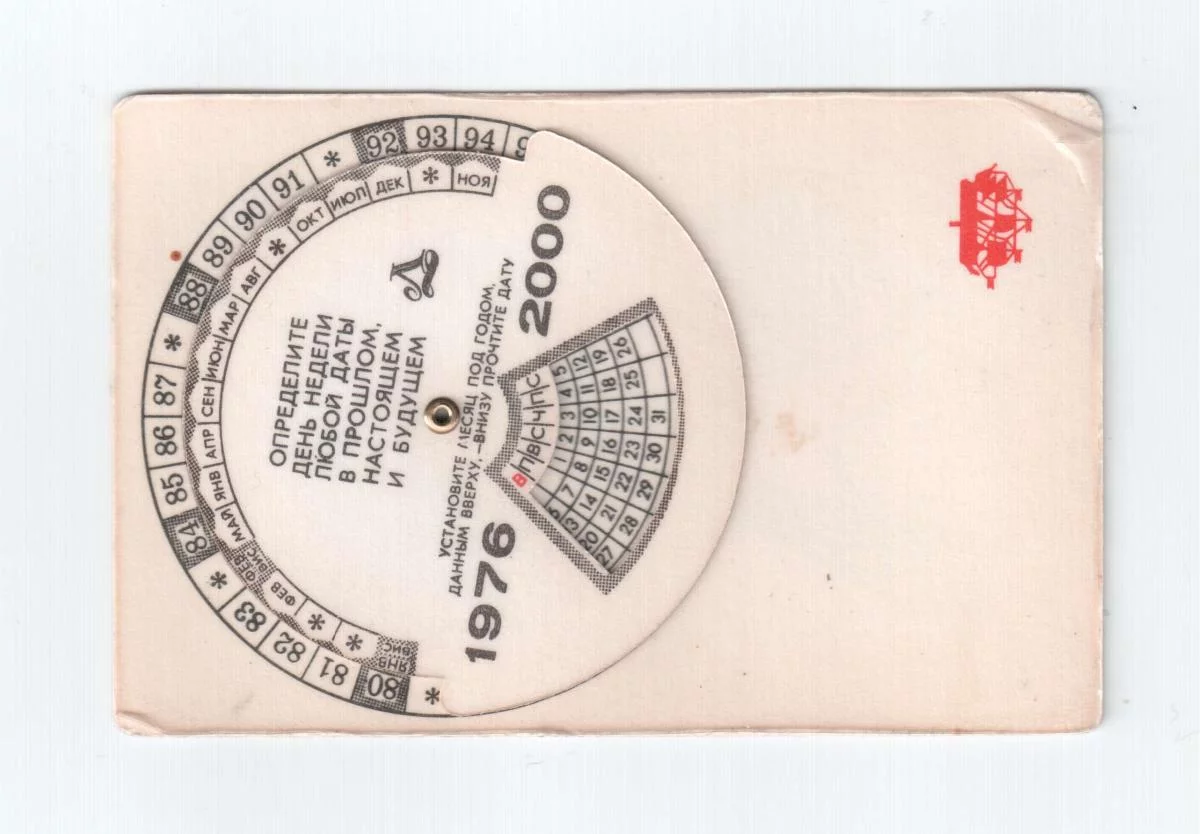 * 80 81 82 83 * 84 85 86 87 * 88 89 90 91 * 92 93 94
ЯНВ ВИС * * ФЕВ ФЕВ ВИС МАЙ ЯНВ АПР СЕН ИЮН МАР АВГ * ОКТ ИЮЛ ДЕК * НОЯ
ОПРЕДЕЛИТЕ
ДЕНЬ НЕДЕЛИ
ЛЮБОЙ ДАТЫ
В ПРОШЛОМ,
НАСТОЯЩЕМ
И БУДУЩЕМ
Д
УСТАНОВИТЕ МЕСЯЦ ПОД ГОДОМ,
ДАННЫМ ВВЕРХУ,—ВНИЗУ ПРОЧТИТЕ ДАТУ
1976 2000
В П В С Ч П С
2 3 4 5
6 7 8 9 10 11 12
13 14 15 16 17 18 19
20 21 22 23 24 25 26
27 28 29 30 31